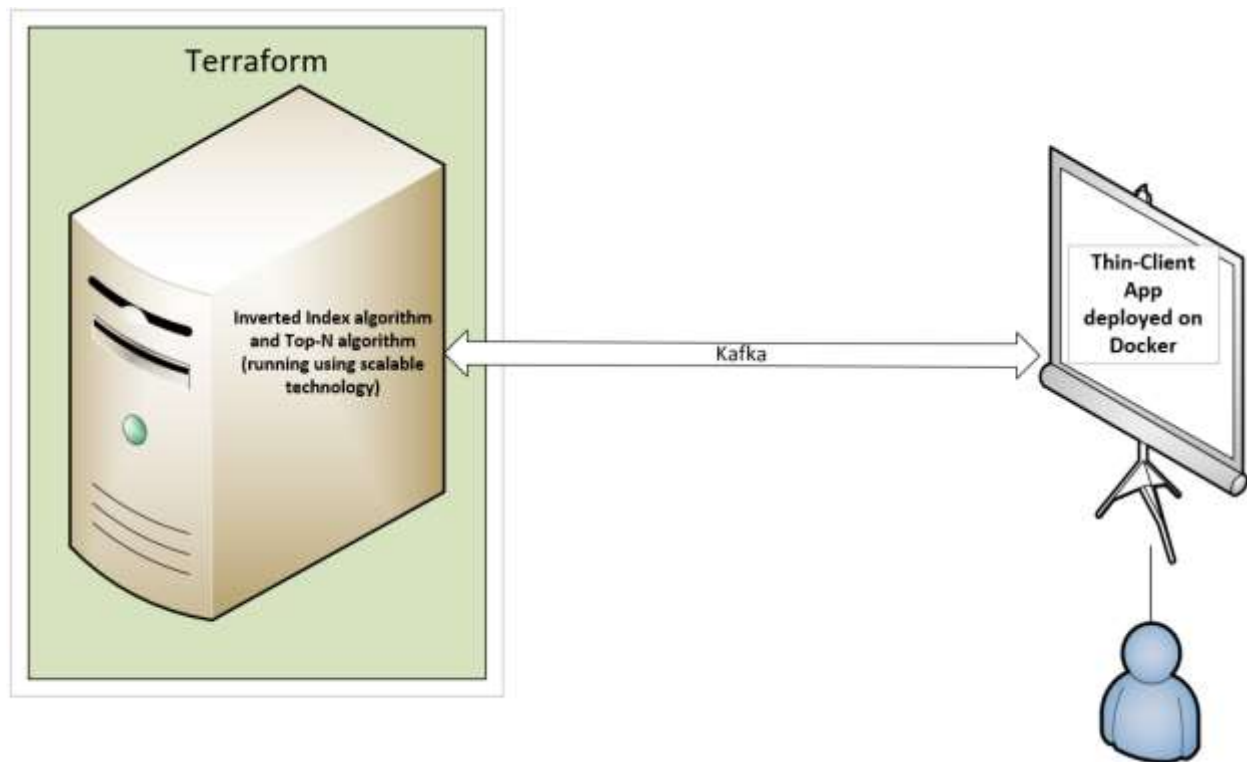 Terraform
Inverted Index algorithm
and Top-N algorithm
(running using scalable
technology)
Kafka
Thin-Client
App
deployed on
Docker